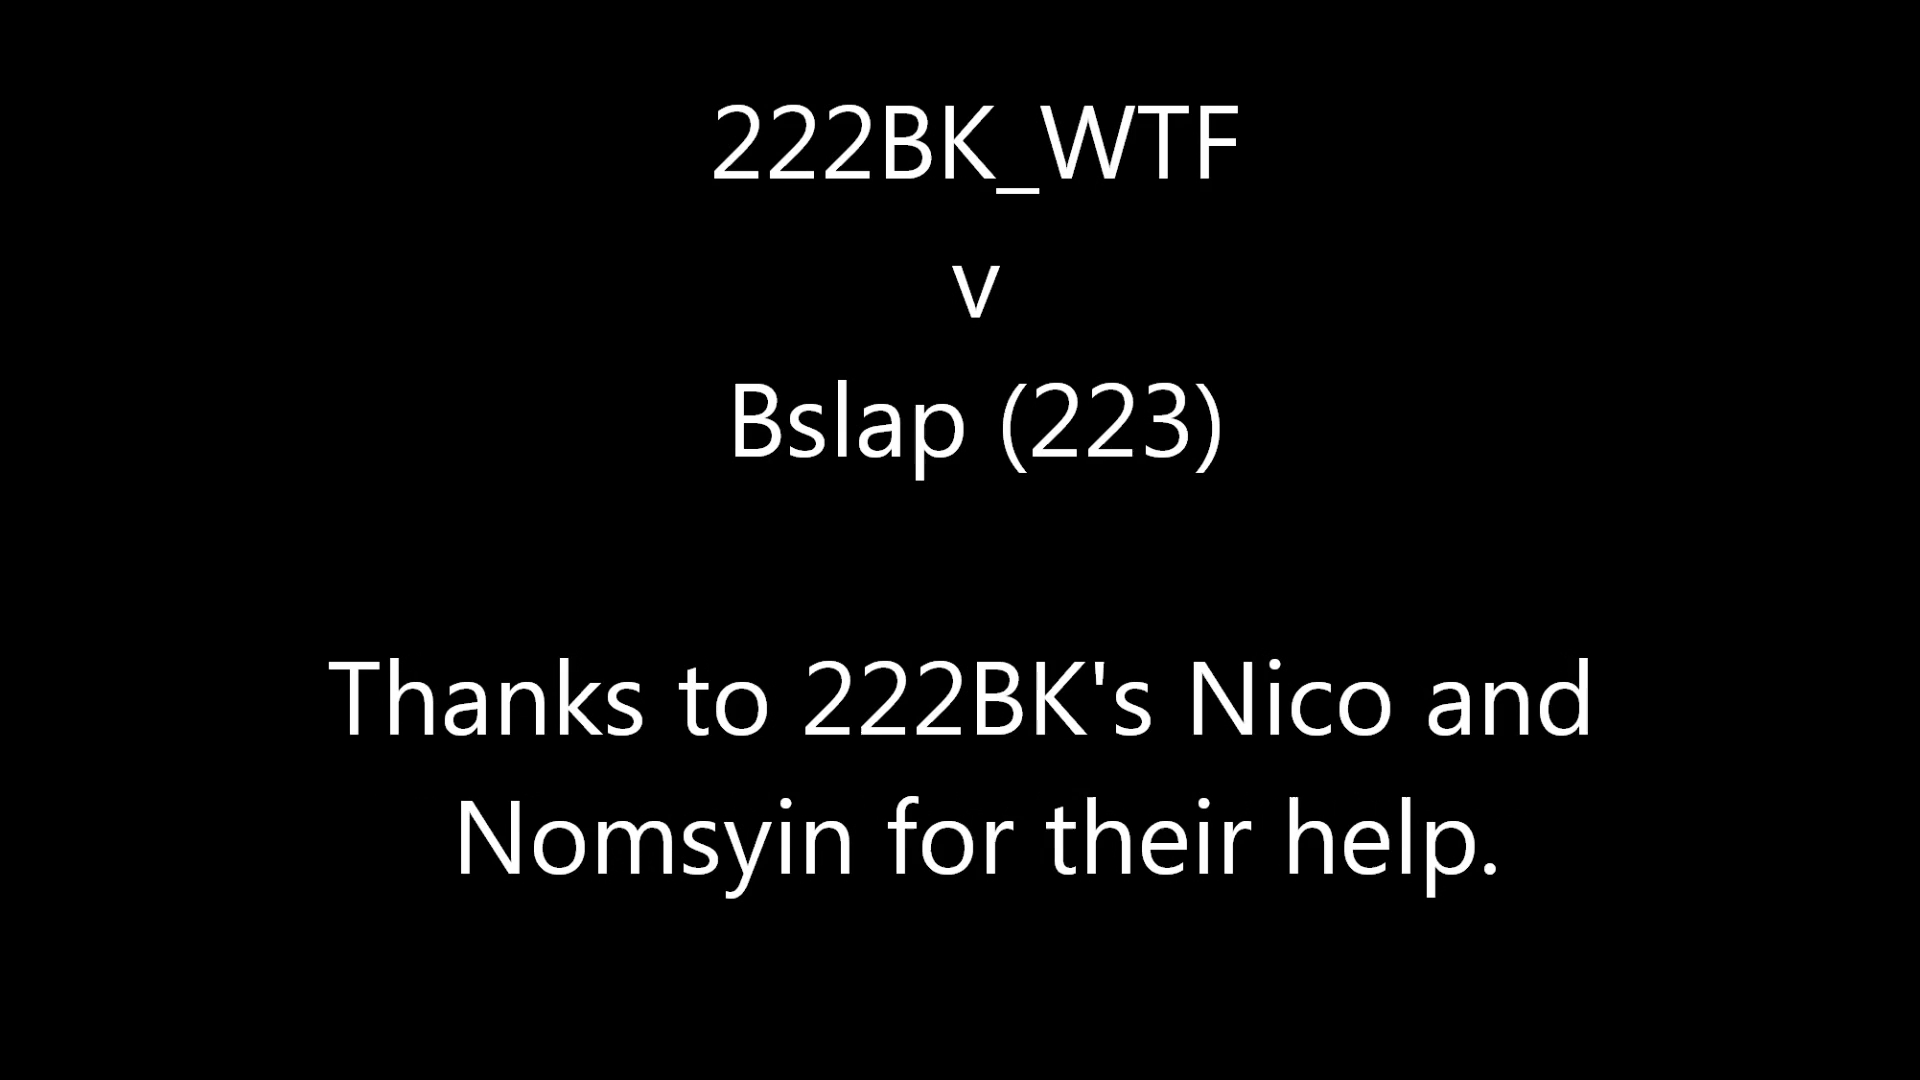 222BK_WTF
v
Bslap (223)
Thanks to 222BK's Nico and
Nomsyin for their help.